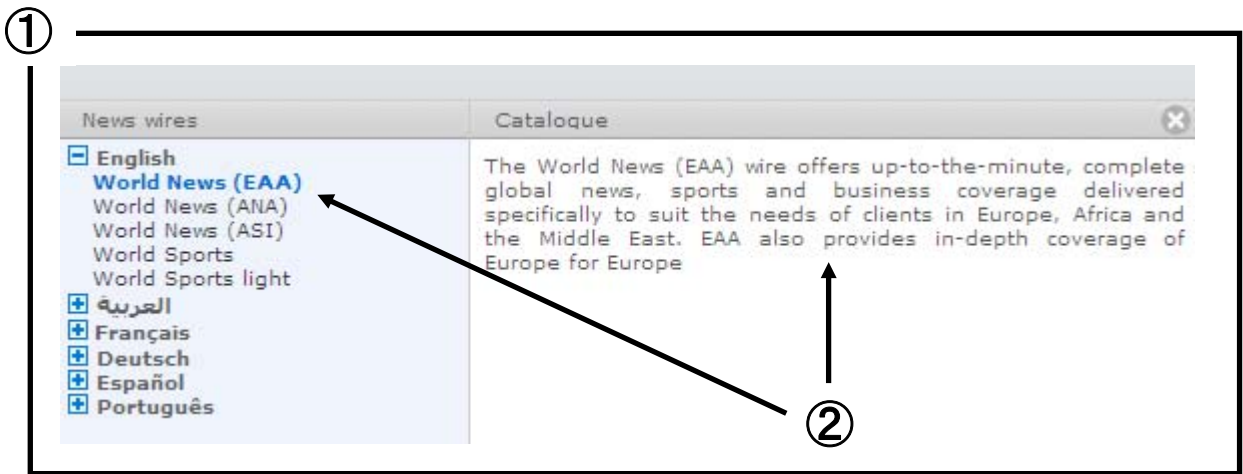 ①
News wires
Catalogue
English
World News (EAA)
World News (ANA)
World News (ASI)
World Sports
World Sports light
العربية
Français
Deutsch
Español
Português
The World News (EAA) wire offers up-to-the-minute, complete
global news, sports and business coverage delivered
specifically to suit the needs of clients in Europe, Africa and
the Middle East. EAA also provides in-depth coverage of
Europe for Europe
②